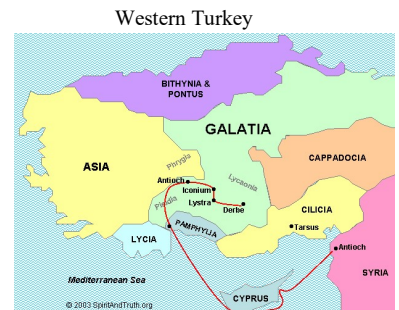 Western Turkey
BITHYNIA &
PONTUS
GALATIA
ASIA
Phrygia
CAPPADOCIA
Antioch
Lycaonia
Iconium
Pisidia
Lystra
Derbe
CILICIA
PAMPHYLIA
Tarsus
LYCIA
Antioch
SYRIA
Mediterranean Sea
CYPRUS
© 2003 SpiritAndTruth.org